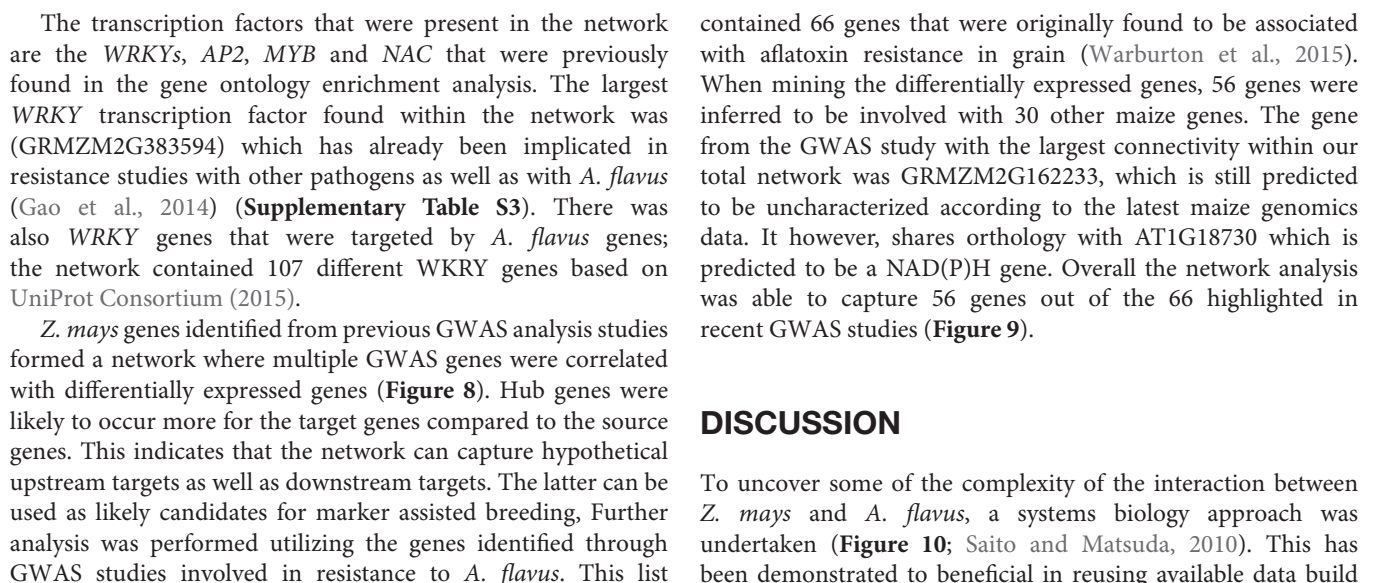 The transcription factors that were present in the network
are the WRKYs, AP2, MYB and NAC that were previously
found in the gene ontology enrichment analysis. The largest
WRKY transcription factor found within the network was
(GRMZM2G383594) which has already been implicated in
resistance studies with other pathogens as well as with A. flavus
(Gao et al., 2014) (Supplementary Table S3). There was
also WRKY genes that were targeted by A. flavus genes;
the network contained 107 different WKRY genes based on
UniProt Consortium (2015).
Z. mays genes identified from previous GWAS analysis studies
formed a network where multiple GWAS genes were correlated
with differentially expressed genes (Figure 8). Hub genes were
likely to occur more for the target genes compared to the source
genes. This indicates that the network can capture hypothetical
upstream targets as well as downstream targets. The latter can be
used as likely candidates for marker assisted breeding, Further
analysis was performed utilizing the genes identified through
GWAS studies involved in resistance to A. flavus. This list
contained 66 genes that were originally found to be associated
with aflatoxin resistance in grain (Warburton et al., 2015).
When mining the differentially expressed genes, 56 genes were
inferred to be involved with 30 other maize genes. The gene
from the GWAS study with the largest connectivity within our
total network was GRMZM2G162233, which is still predicted
to be uncharacterized according to the latest maize genomics
data. It however, shares orthology with AT1G18730 which is
predicted to be a NAD(P)H gene. Overall the network analysis
was able to capture 56 genes out of the 66 highlighted in
recent GWAS studies (Figure 9).
DISCUSSION
To uncover some of the complexity of the interaction between
Z. mays and A. flavus, a systems biology approach was
undertaken (Figure 10; Saito and Matsuda, 2010). This has
been demonstrated to beneficial in reusing available data build